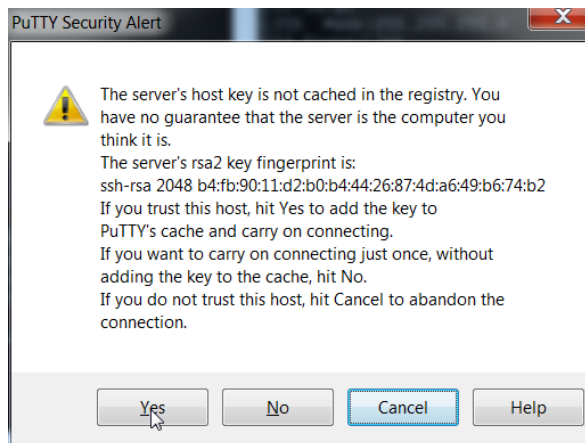 PuTTY Security Alert
The server's host key is not cached in the registry. You
have no guarantee that the server is the computer you
think it is.
The server's rsa2 key fingerprint is:
ssh-rsa 2048 b4:fb:90:11:d2:b0:b4:44:26:87:4d:a6:49:b6:74:b2
If you trust this host, hit Yes to add the key to
PuTTY's cache and carry on connecting.
If you want to carry on connecting just once, without
adding the key to the cache, hit No.
If you do not trust this host, hit Cancel to abandon the
connection.
Yes No Cancel Help